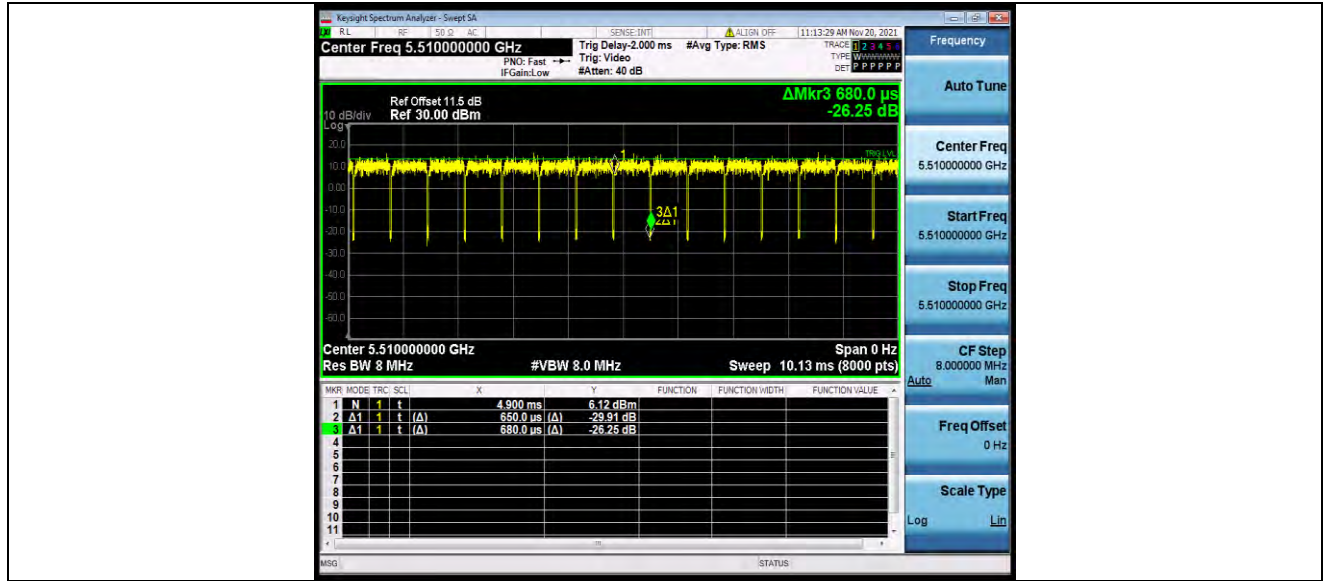 Keysight Spectrum Analyzer - Swept SA
RL RF 50 Ω AC SENSE:INT ALIGN OFF 11:13:29 AM Nov 20, 2021
Center Freq 5.510000000 GHz Trig Delay-2.000 ms #Avg Type: RMS TRACE 1 2 3 4 5 6
PNO: Fast Trig: Video TYPE W
IFGain:Low #Atten: 40 dB DET P P P P P P
Frequency
Auto Tune
Ref Offset 11.5 dB ΔMkr3 680.0 µs
10 dB/div Ref 30.00 dBm -26.25 dB
Log
20.0
10.0
0.00
-10.0
-20.0
-30.0
-40.0
-50.0
-60.0
1
TRIG LVL
3Δ1
2Δ1
Center 5.510000000 GHz Span 0 Hz
Res BW 8 MHz #VBW 8.0 MHz Sweep 10.13 ms (8000 pts)
MKR MODE TRC SCL X Y FUNCTION FUNCTION WIDTH FUNCTION VALUE
1 N 1 t 4.900 ms 6.12 dBm
2 Δ1 1 t (Δ) 650.0 µs (Δ) -29.91 dB
3 Δ1 1 t (Δ) 680.0 µs (Δ) -26.25 dB
4
5
6
7
8
9
10
11
Center Freq
5.510000000 GHz
Start Freq
5.510000000 GHz
Stop Freq
5.510000000 GHz
CF Step
8.000000 MHz
Auto Man
Freq Offset
0 Hz
Scale Type
Log Lin
MSG STATUS